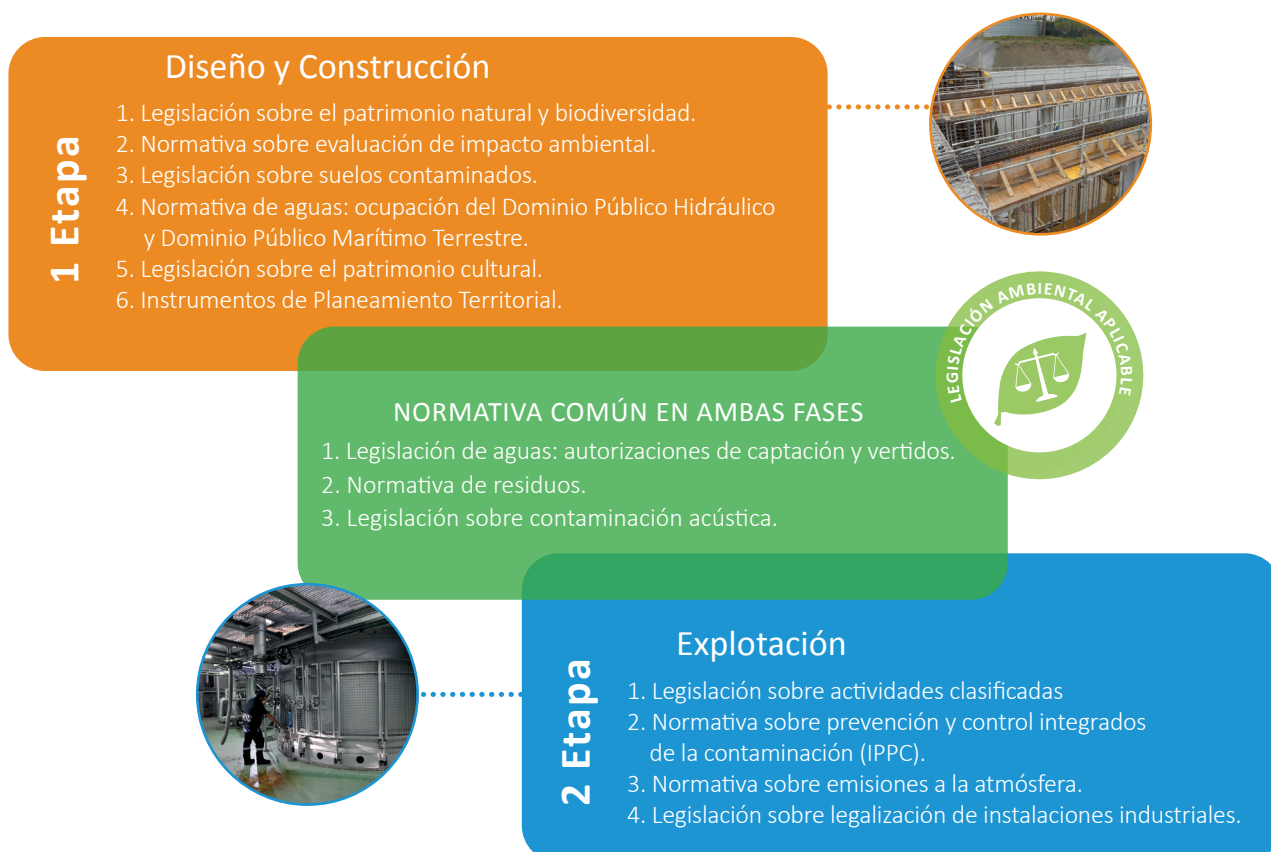 Diseño y Construcción
1 Etapa
1. Legislación sobre el patrimonio natural y biodiversidad.
2. Normativa sobre evaluación de impacto ambiental.
3. Legislación sobre suelos contaminados.
4. Normativa de aguas: ocupación del Dominio Público Hidráulico
y Dominio Público Marítimo Terrestre.
5. Legislación sobre el patrimonio cultural.
6. Instrumentos de Planeamiento Territorial.
LEGISLACIÓN AMBIENTAL APLICABLE
NORMATIVA COMÚN EN AMBAS FASES
1. Legislación de aguas: autorizaciones de captación y vertidos.
2. Normativa de residuos.
3. Legislación sobre contaminación acústica.
Explotación
2 Etapa
1. Legislación sobre actividades clasificadas
2. Normativa sobre prevención y control integrados
de la contaminación (IPPC).
3. Normativa sobre emisiones a la atmósfera.
4. Legislación sobre legalización de instalaciones industriales.